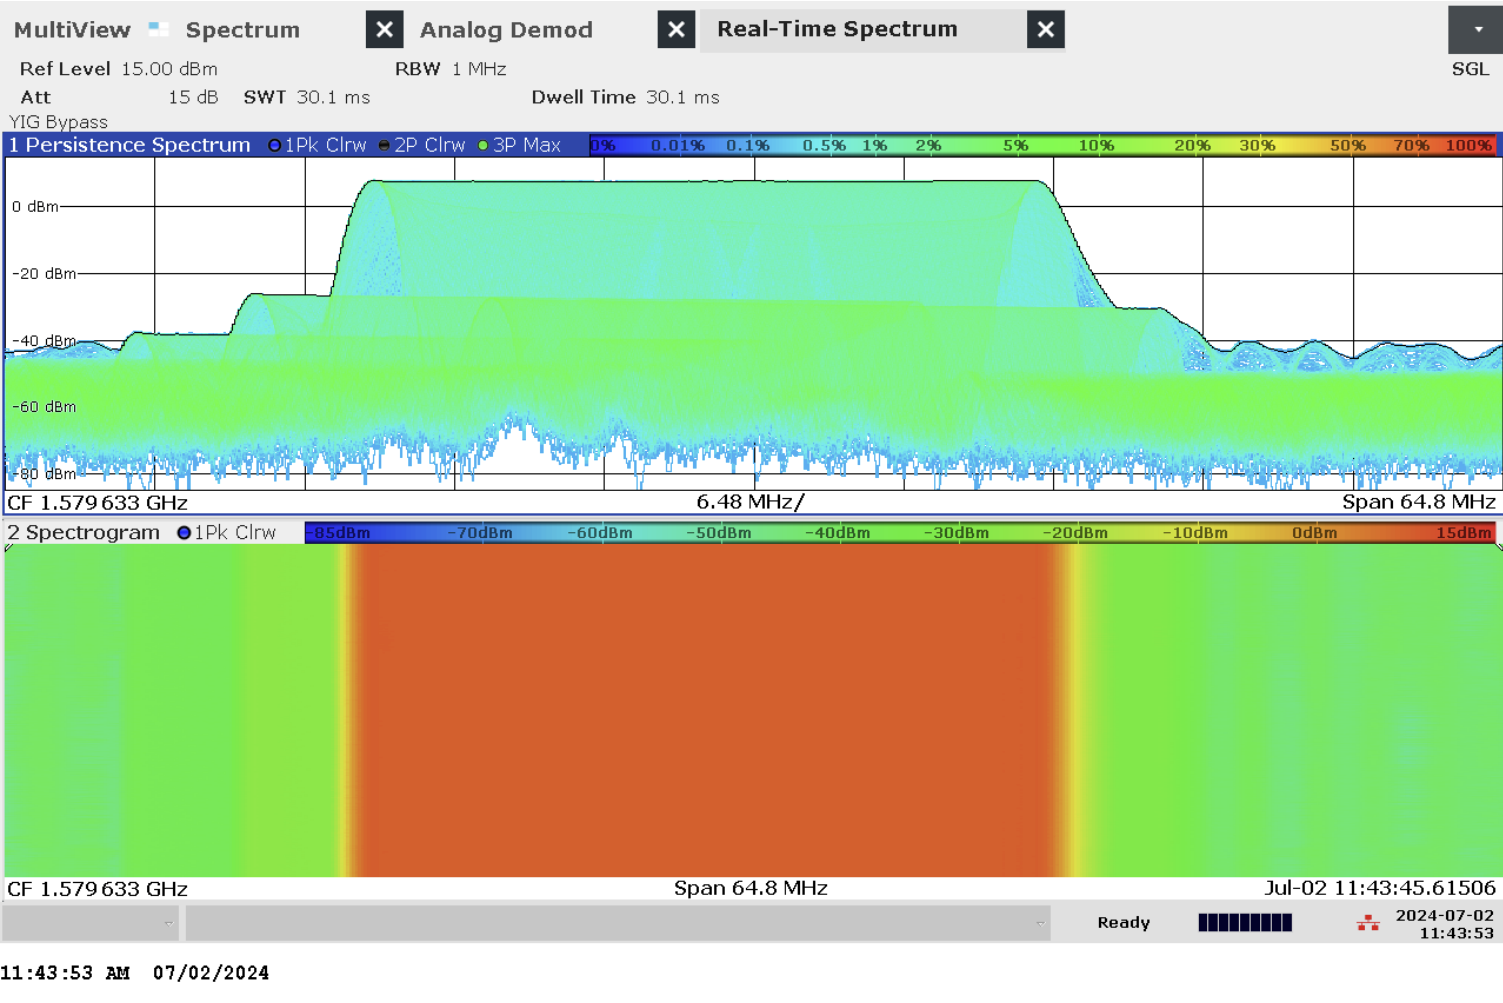 MultiView Spectrum Analog Demod Real-Time Spectrum
Ref Level 15.00 dBm RBW 1 MHz SGL
Att 15 dB SWT 30.1 ms Dwell Time 30.1 ms
YIG Bypass
1 Persistence Spectrum 1Pk Clrw 2P Clrw 3P Max 0% 0.01% 0.1% 0.5% 1% 2% 5% 10% 20% 30% 50% 70% 100%
0 dBm
-20 dBm
-40 dBm
-60 dBm
-80 dBm
CF 1.579 633 GHz 6.48 MHz/ Span 64.8 MHz
2 Spectrogram 1Pk Clrw -85dBm -70dBm -60dBm -50dBm -40dBm -30dBm -20dBm -10dBm 0dBm 15dBm
CF 1.579 633 GHz Span 64.8 MHz Jul-02 11:43:45.61506
Ready 2024-07-02
11:43:53
11:43:53 AM 07/02/2024